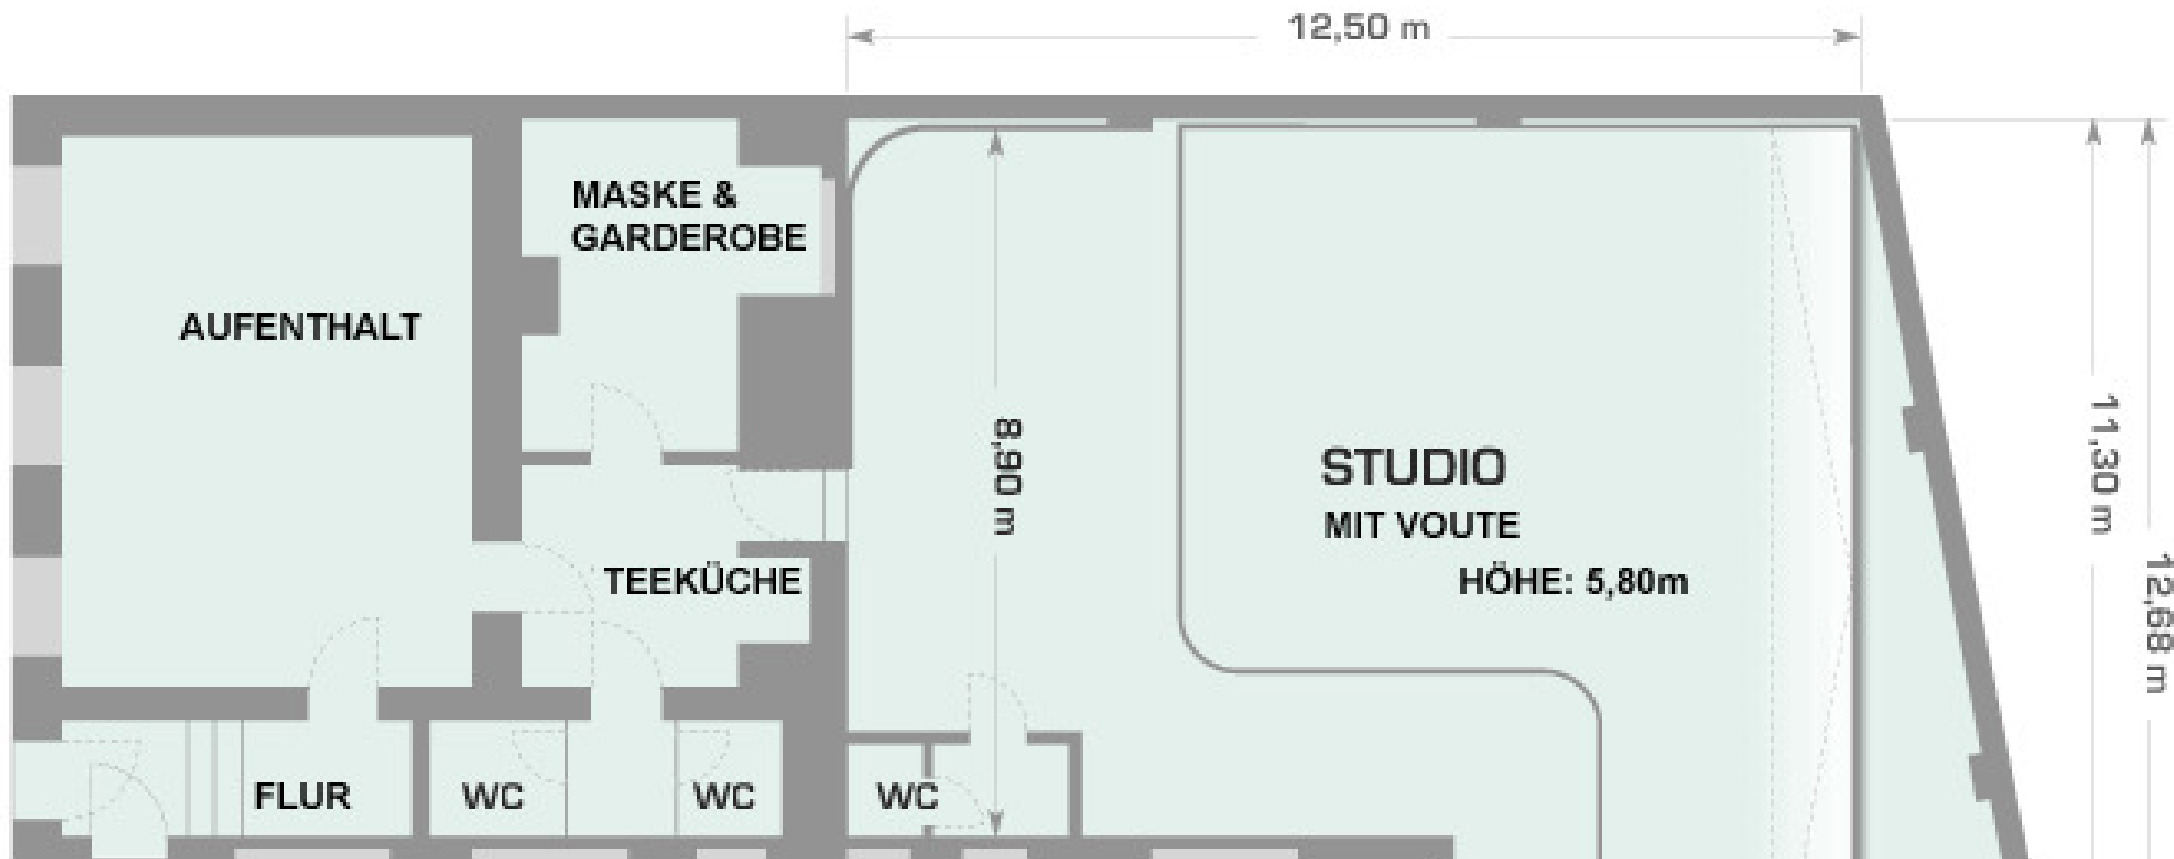 12,50 m
MASKE &
GARDEROBE
AUFENTHALT
8,90 m
11,30 m
STUDIO
MIT VOUTE
HÖHE: 5,80m
TEEKÜCHE
12,68 m
FLUR
WC
WC
WC